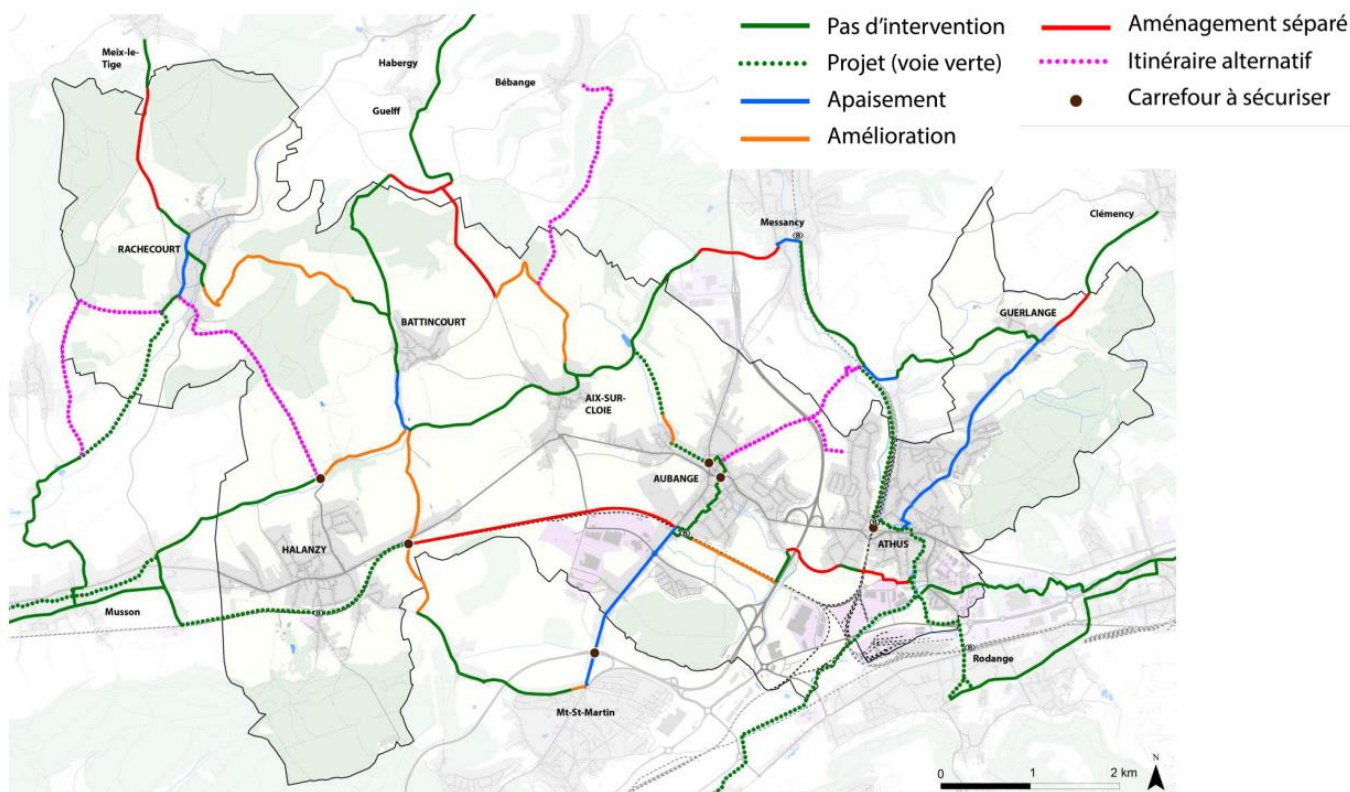 Pas d'intervention
Projet (voie verte)
Apaisement
Amélioration
Aménagement séparé
Itinéraire alternatif
Carrefour à sécuriser
Meix-le-
Tige
Habergy
Guelff
Bébange
Messancy
Clémency
RACHECOURT
BATTINCOURT
GUERLANGE
AIX-SUR-
CLOIE
AUBANGE
HALANZY
ATHUS
Musson
Rodange
Mt-St-Martin
N
0 1 2 km